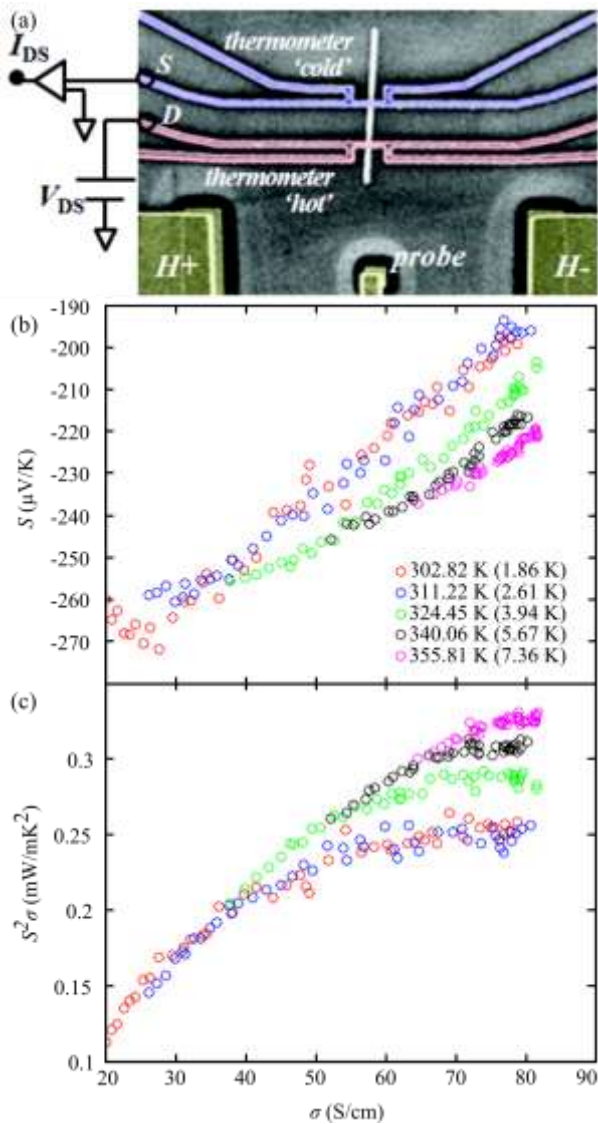 (a)
I_DS
S
D
V_DS
thermometer
'cold'
thermometer
'hot'
H+
probe
H-
(b)
-190
-200
-210
-220
-230
-240
-250
-260
-270
S (μV/K)
302.82 K (1.86 K)
311.22 K (2.61 K)
324.45 K (3.94 K)
340.06 K (5.67 K)
355.81 K (7.36 K)
(c)
0.3
0.25
0.2
0.15
0.1
S²σ (mW/mK²)
20 30 40 50 60 70 80 90
σ (S/cm)